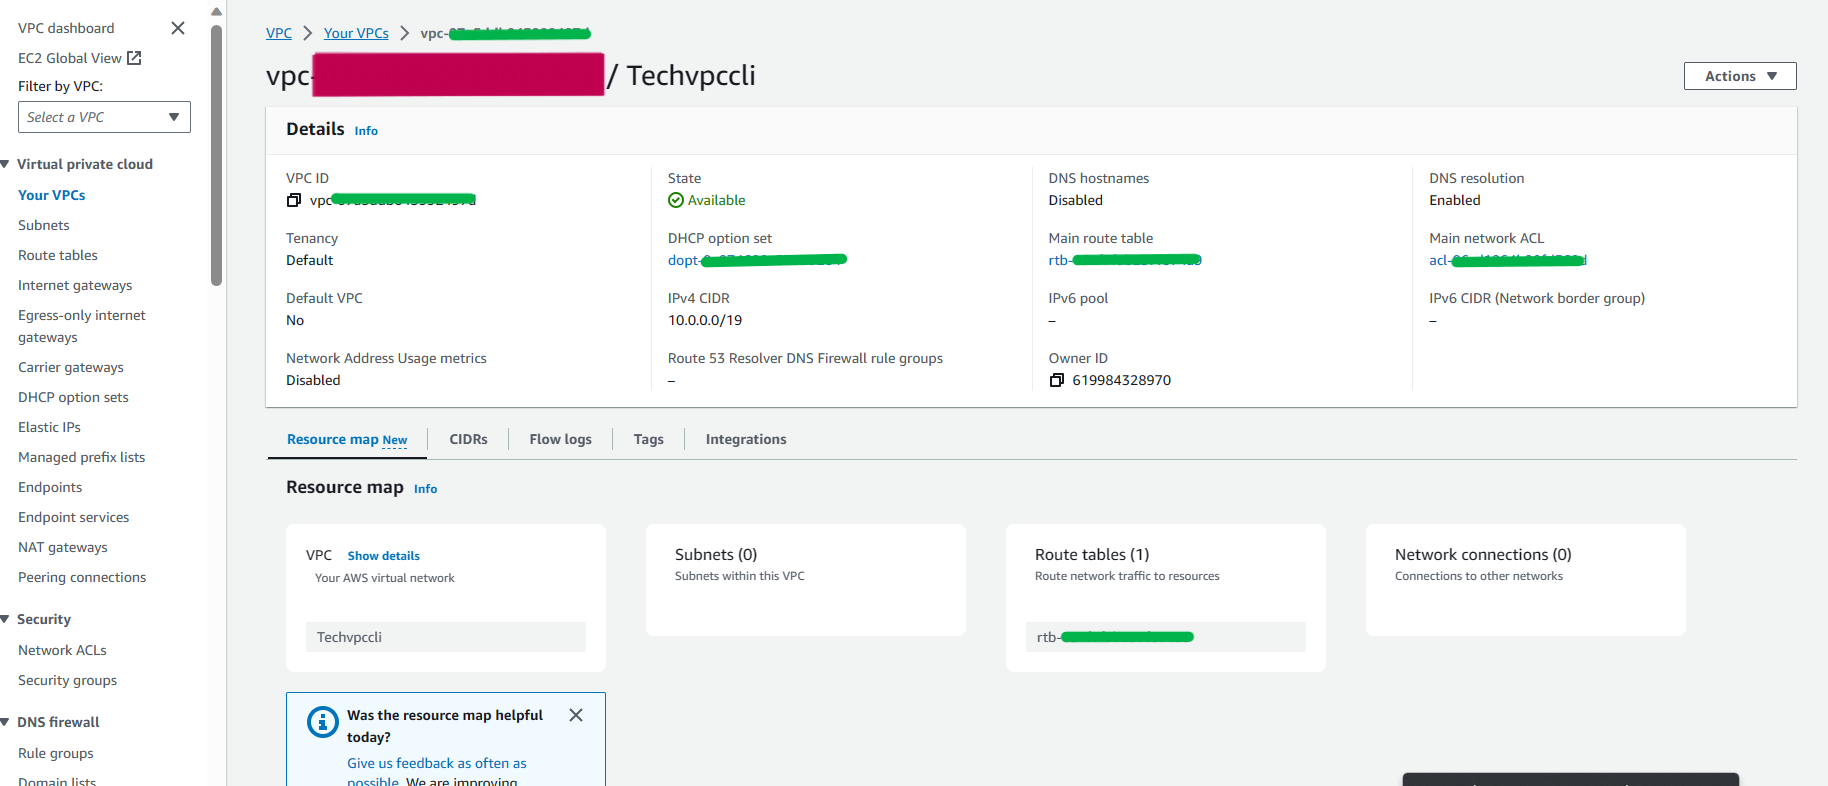 VPC dashboard
EC2 Global View
Filter by VPC:
Select a VPC
Virtual private cloud
Your VPCs
Subnets
Route tables
Internet gateways
Egress-only internet
gateways
Carrier gateways
DHCP option sets
Elastic IPs
Managed prefix lists
Endpoints
Endpoint services
NAT gateways
Peering connections
Security
Network ACLs
Security groups
DNS firewall
Rule groups
Domain lists
VPC Your VPCs vpc-
vpc- / Techvpccli
Actions
Details Info
VPC ID
vpc-
State
Available
DNS hostnames
Disabled
DNS resolution
Enabled
Tenancy
Default
DHCP option set
dopt-
Main route table
rtb-
Main network ACL
acl-
Default VPC
No
IPv4 CIDR
10.0.0.0/19
IPv6 pool
–
IPv6 CIDR (Network border group)
–
Network Address Usage metrics
Disabled
Route 53 Resolver DNS Firewall rule groups
–
Owner ID
619984328970
Resource map New CIDRs Flow logs Tags Integrations
Resource map Info
VPC Show details
Your AWS virtual network
Techvpccli
Subnets (0)
Subnets within this VPC
Route tables (1)
Route network traffic to resources
rtb-
Network connections (0)
Connections to other networks
Was the resource map helpful
today?
Give us feedback as often as
possible. We are improving